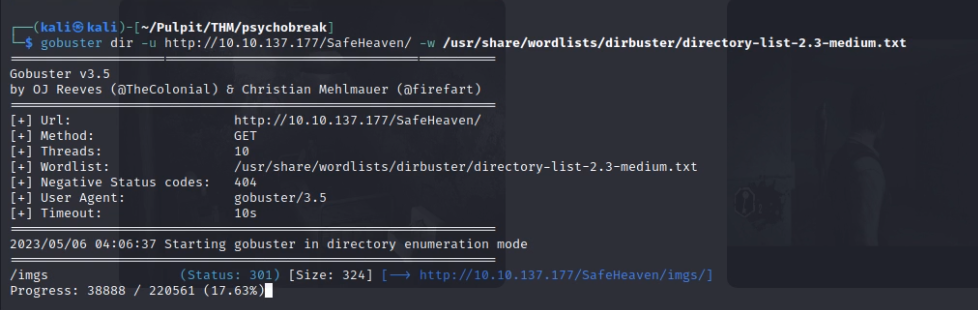 ┌──(kali㉿kali)-[~/Pulpit/THM/psychobreak]
└─$ gobuster dir -u http://10.10.137.177/SafeHeaven/ -w /usr/share/wordlists/dirbuster/directory-list-2.3-medium.txt
===============================================================
Gobuster v3.5
by OJ Reeves (@TheColonial) & Christian Mehlmauer (@firefart)
===============================================================
[+] Url:                     http://10.10.137.177/SafeHeaven/
[+] Method:                  GET
[+] Threads:                 10
[+] Wordlist:                /usr/share/wordlists/dirbuster/directory-list-2.3-medium.txt
[+] Negative Status codes:   404
[+] User Agent:              gobuster/3.5
[+] Timeout:                 10s
===============================================================
2023/05/06 04:06:37 Starting gobuster in directory enumeration mode
===============================================================
/imgs                 (Status: 301) [Size: 324] [--> http://10.10.137.177/SafeHeaven/imgs/]
Progress: 38888 / 220561 (17.63%)